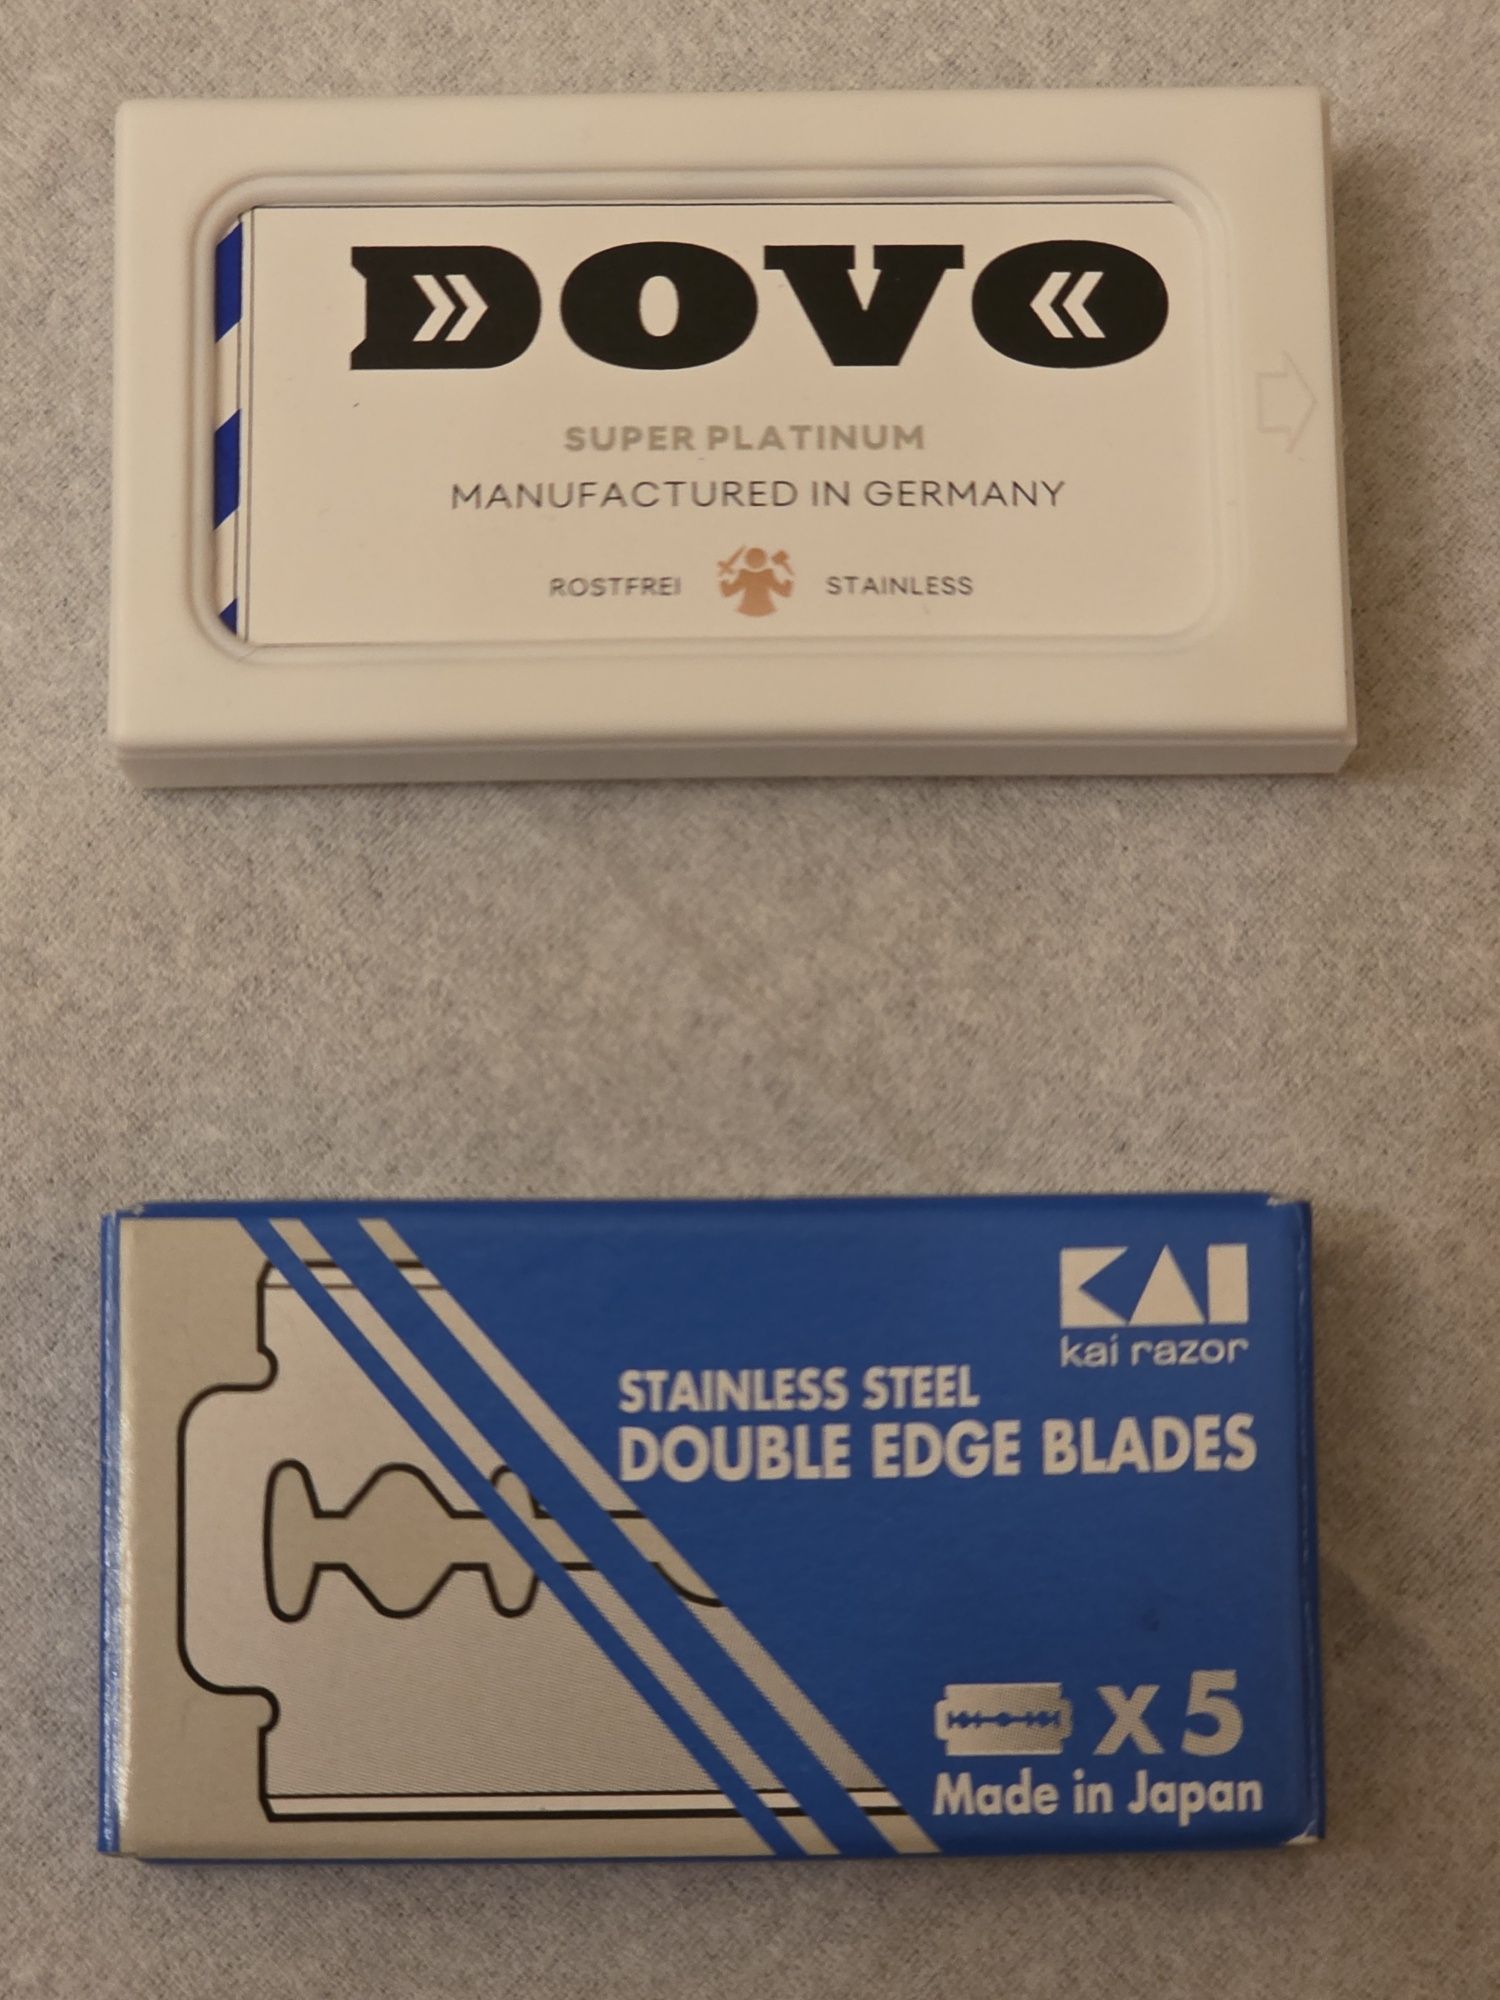 DOVO
SUPER PLATINUM
MANUFACTURED IN GERMANY
ROSTFREI STAINLESS
KAI
kai razor
STAINLESS STEEL
DOUBLE EDGE BLADES
x 5
Made in Japan